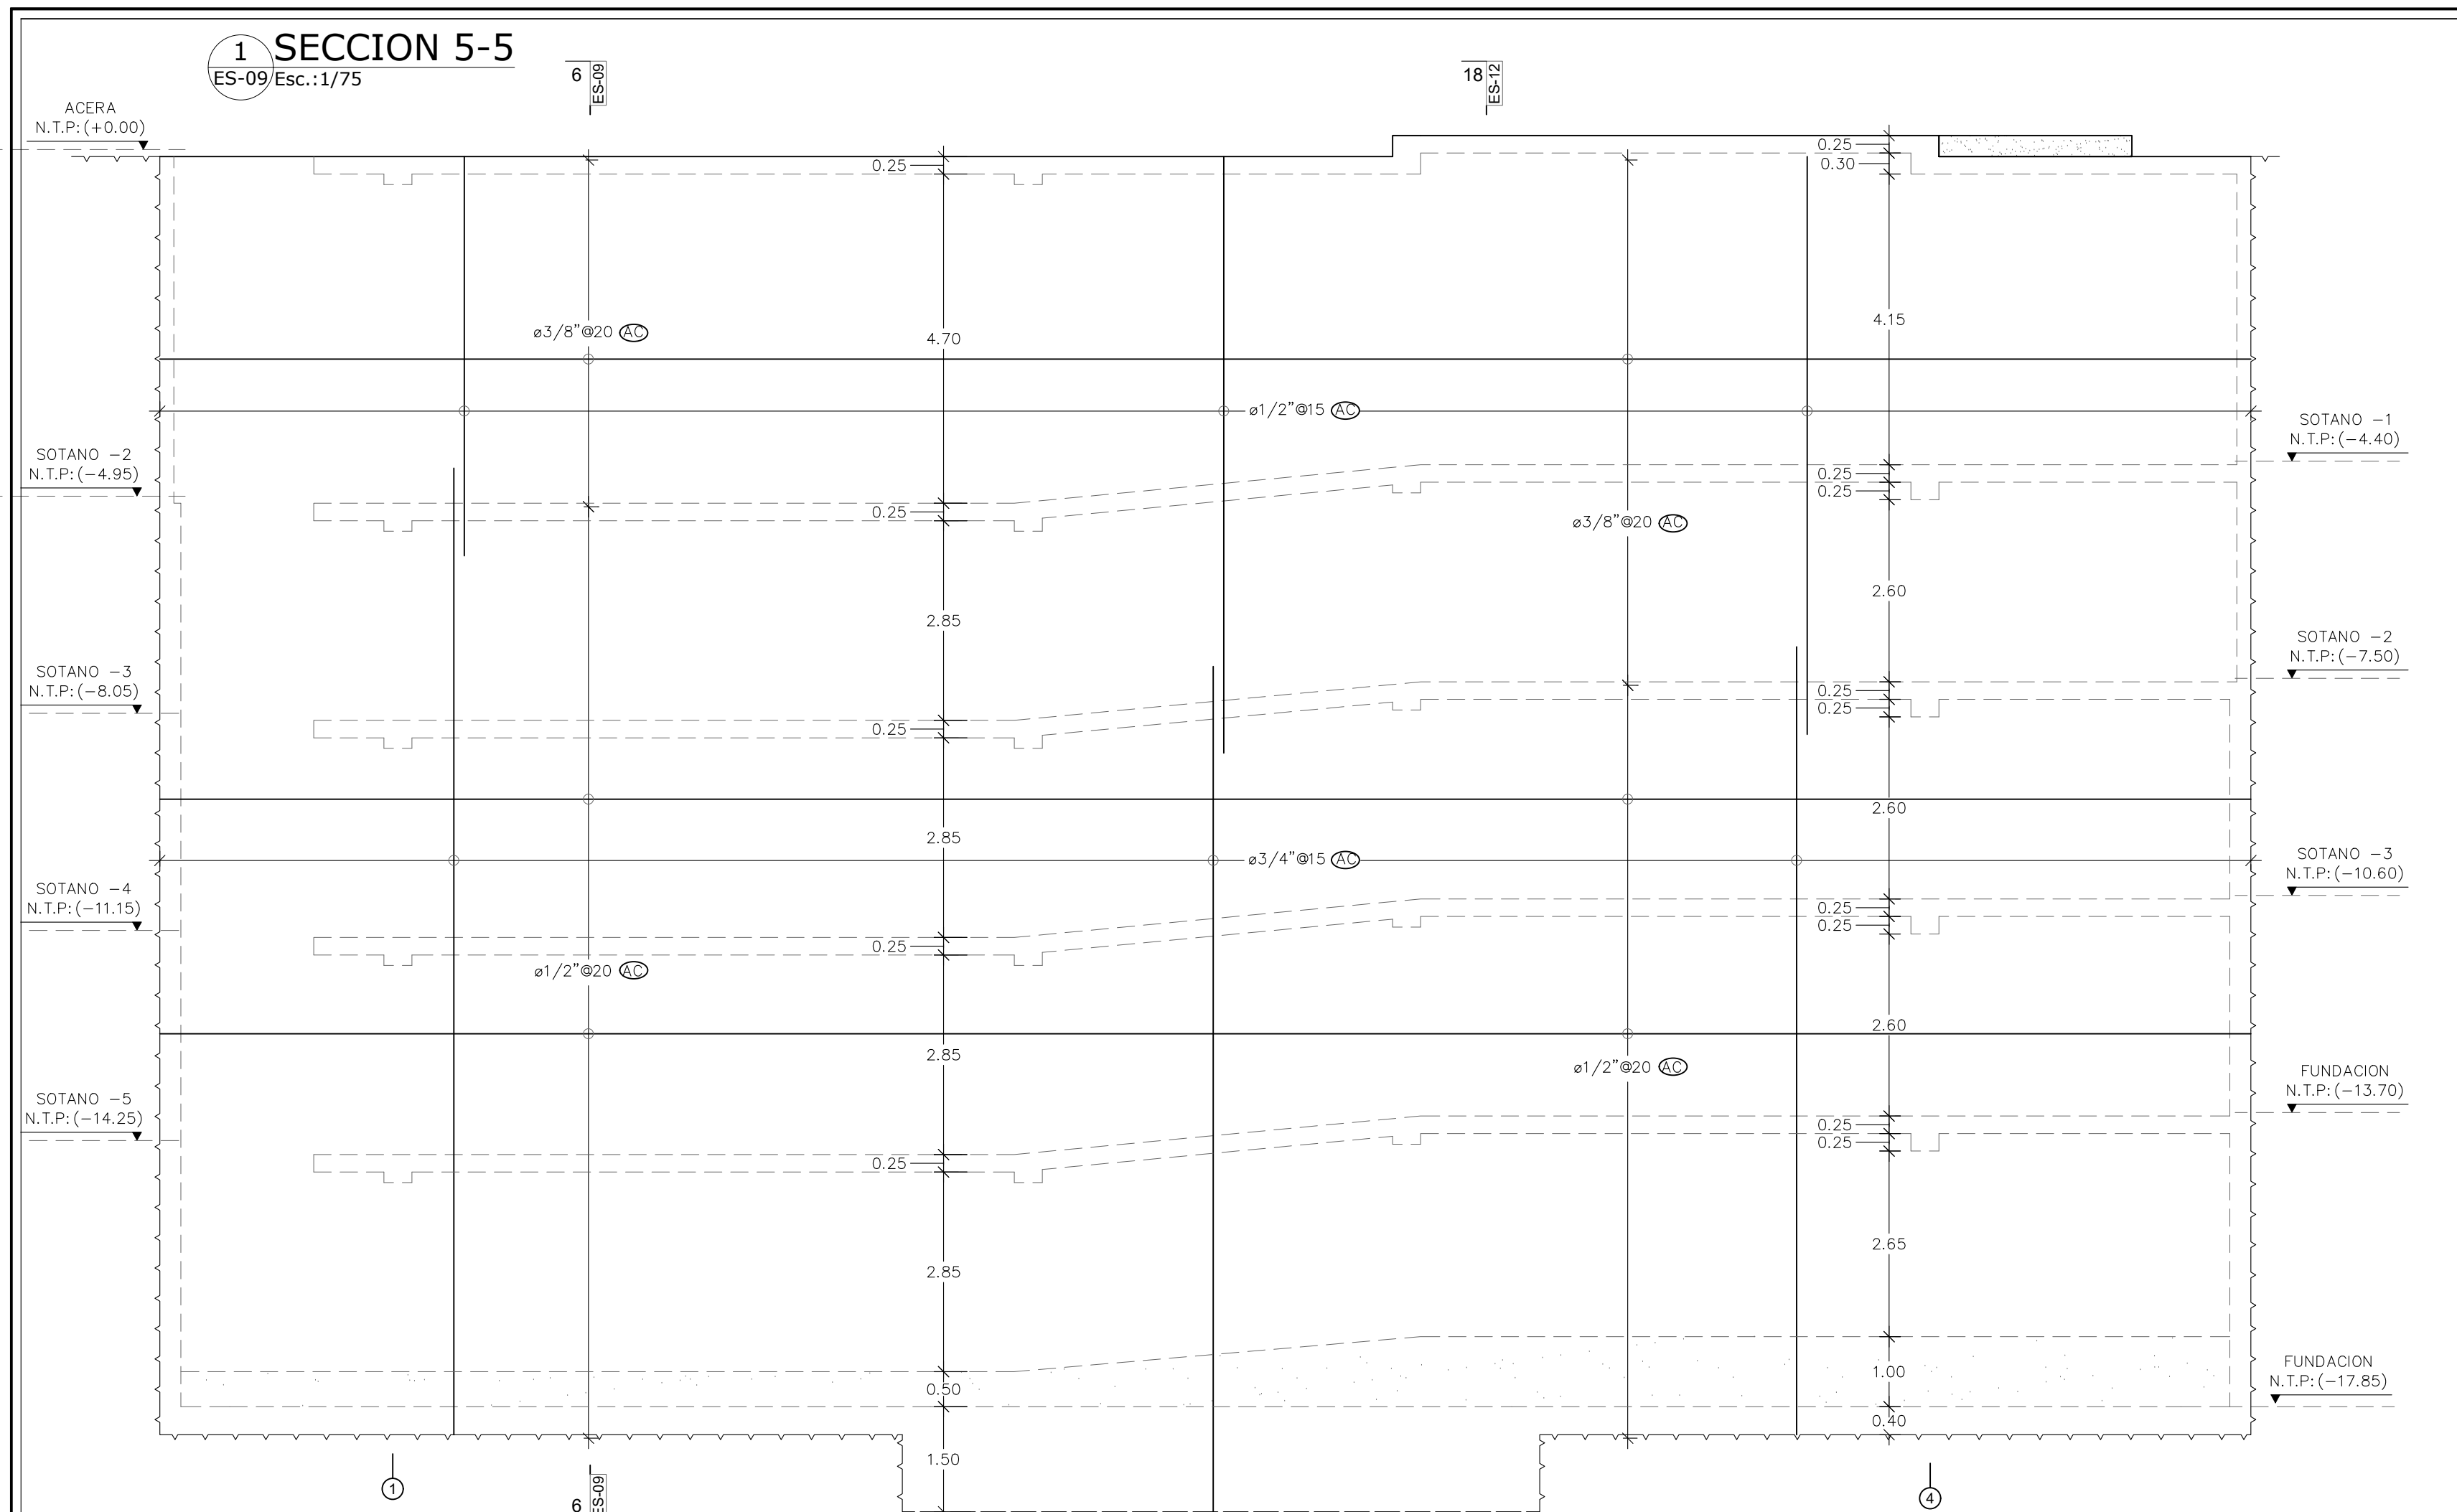 1
SECCION 5-5
ES-09
Esc.:1/75
6
ES-09
18
ES-12
ACERA
N.T.P:(+0.00)
0.25
0.25
0.30
ø3/8"@20 AC
4.70
4.15
ø1/2"@15 AC
SOTANO -1
N.T.P:(-4.40)
SOTANO -2
N.T.P:(-4.95)
0.25
0.25
0.25
ø3/8"@20 AC
2.85
2.60
SOTANO -2
N.T.P:(-7.50)
SOTANO -3
N.T.P:(-8.05)
0.25
0.25
0.25
2.85
2.60
ø3/4"@15 AC
SOTANO -3
N.T.P:(-10.60)
SOTANO -4
N.T.P:(-11.15)
0.25
0.25
0.25
ø1/2"@20 AC
2.85
2.60
ø1/2"@20 AC
FUNDACION
N.T.P:(-13.70)
SOTANO -5
N.T.P:(-14.25)
0.25
0.25
0.25
2.85
2.65
0.50
1.00
FUNDACION
N.T.P:(-17.85)
0.40
1.50
1
6
ES-09
4